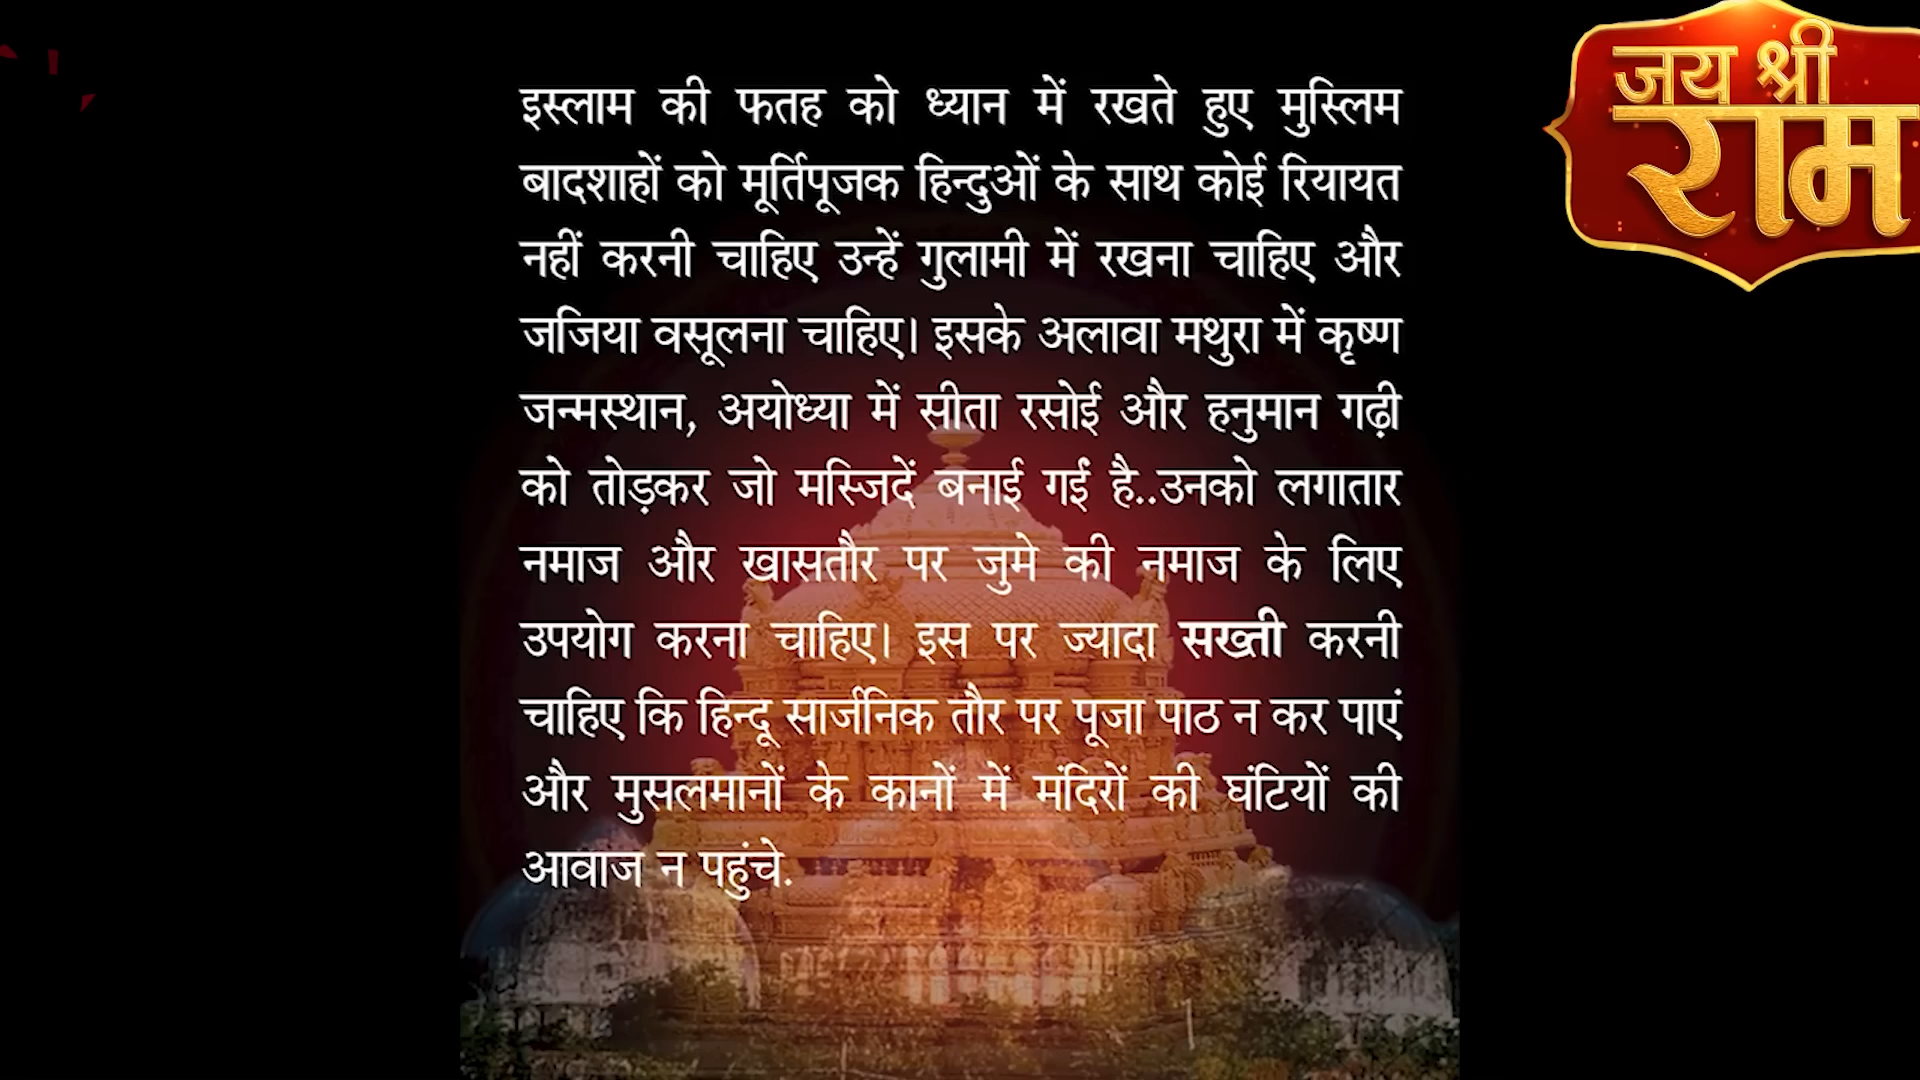 जय श्री
राम
इस्लाम की फतह को ध्यान में रखते हुए मुस्लिम
बादशाहों को मूर्तिपूजक हिन्दुओं के साथ कोई रियायत
नहीं करनी चाहिए उन्हें गुलामी में रखना चाहिए और
जजिया वसूलना चाहिए। इसके अलावा मथुरा में कृष्ण
जन्मस्थान, अयोध्या में सीता रसोई और हनुमान गढ़ी
को तोड़कर जो मस्जिदें बनाई गईं है..उनको लगातार
नमाज और खासतौर पर जुमे की नमाज के लिए
उपयोग करना चाहिए। इस पर ज्यादा सख्ती करनी
चाहिए कि हिन्दू सार्जनिक तौर पर पूजा पाठ न कर पाएं
और मुसलमानों के कानों में मंदिरों की घंटियों की
आवाज न पहुंचे.